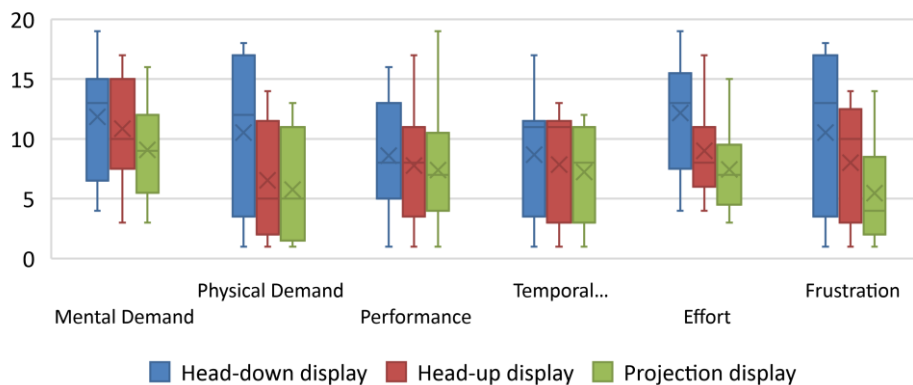 20
15
10
5
0
Physical Demand Temporal... Frustration
Mental Demand Performance Effort
Head-down display Head-up display Projection display